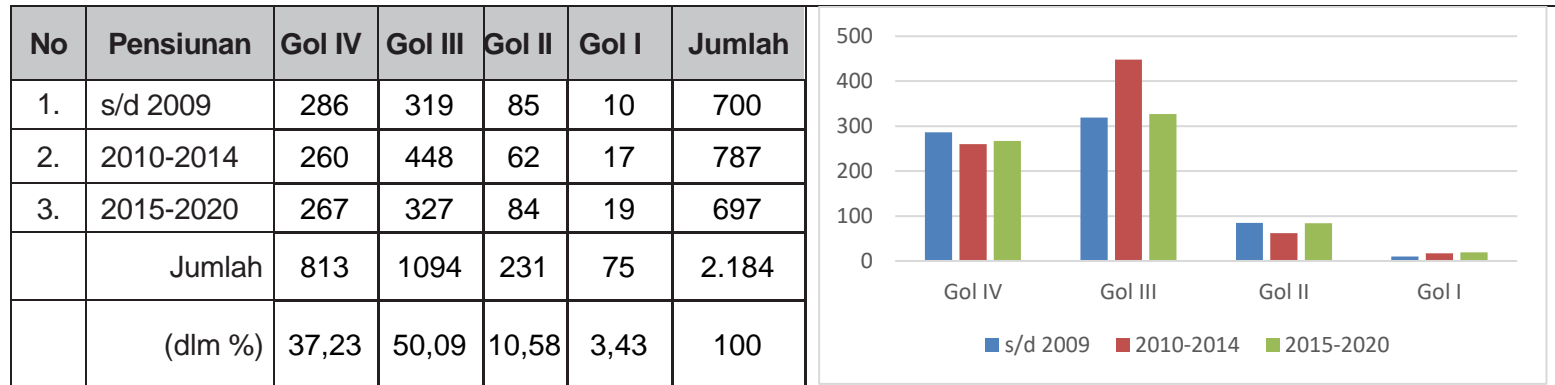 No Pensiunan Gol IV Gol III Gol II Gol I Jumlah
1. s/d 2009 286 319 85 10 700
2. 2010-2014 260 448 62 17 787
3. 2015-2020 267 327 84 19 697
Jumlah 813 1094 231 75 2.184
(dlm %) 37,23 50,09 10,58 3,43 100
500
400
300
200
100
0
Gol IV Gol III Gol II Gol I
s/d 2009 2010-2014 2015-2020